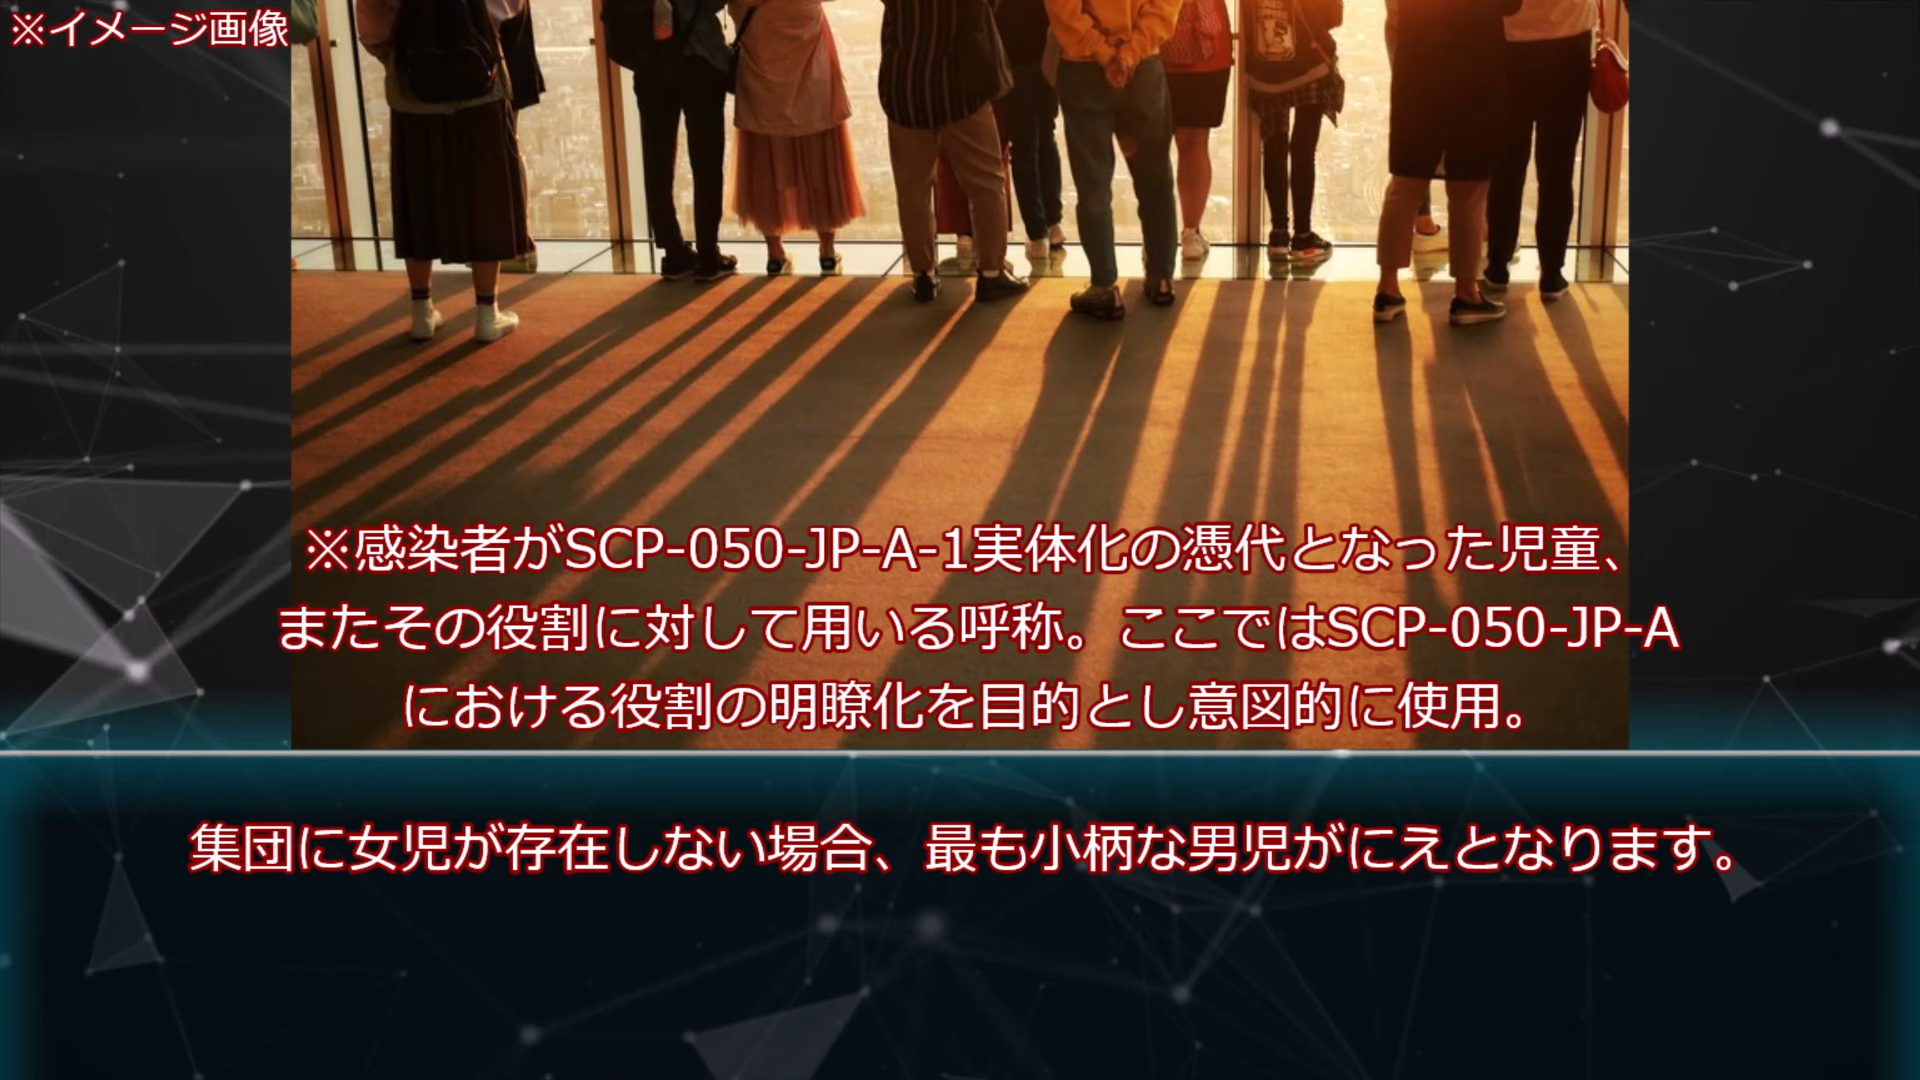 ※イメージ画像
※感染者がSCP-050-JP-A-1実体化の憑代となった児童、
またその役割に対して用いる呼称。ここではSCP-050-JP-A
における役割の明瞭化を目的とし意図的に使用。
集団に女児が存在しない場合、最も小柄な男児がにえとなります。